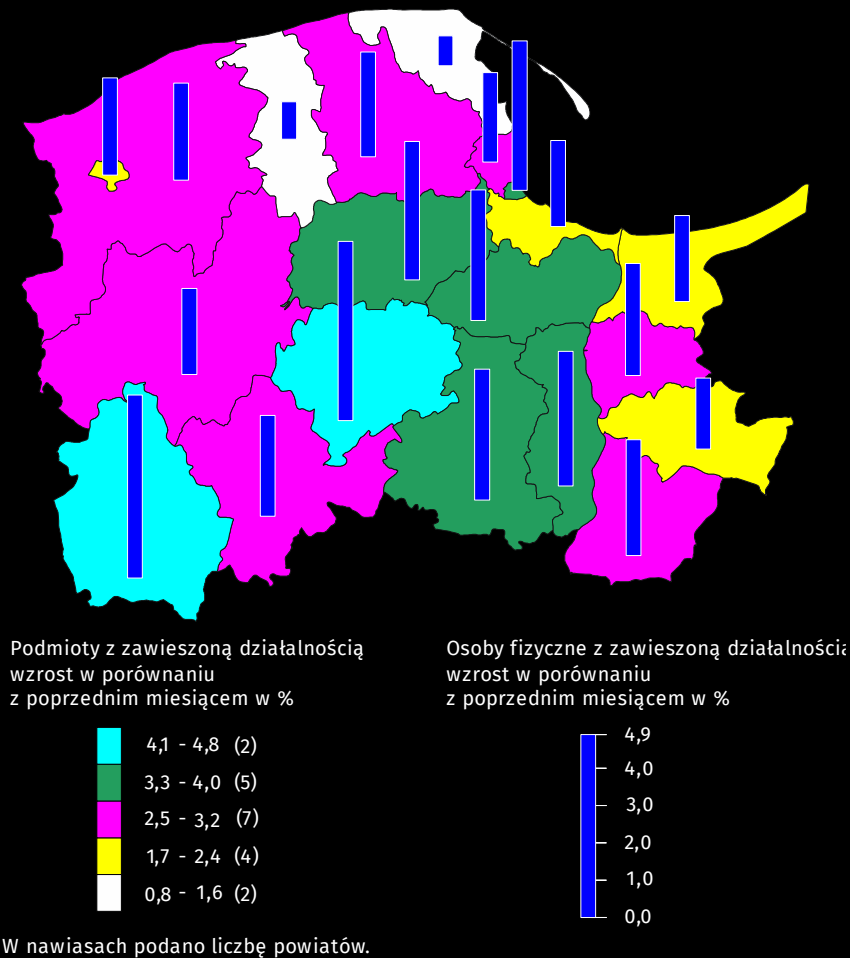 Podmioty z zawieszoną działalnością
wzrost w porównaniu
z poprzednim miesiącem w %
4,1 - 4,8 (2)
3,3 - 4,0 (5)
2,5 - 3,2 (7)
1,7 - 2,4 (4)
0,8 - 1,6 (2)
Osoby fizyczne z zawieszoną działalnościa
wzrost w porównaniu
z poprzednim miesiącem w %
4,9
4,0
3,0
2,0
1,0
0,0
W nawiasach podano liczbę powiatów.